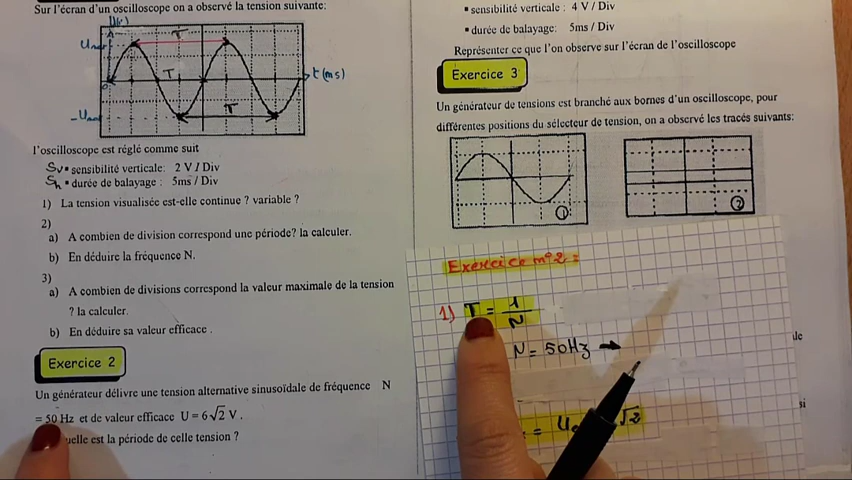 Sur l'écran d'un oscilloscope on a observé la tension suivante:
U(v)
T
T
T
t(ms)
l'oscilloscope est réglé comme suit
Sv ▪ sensibilité verticale: 2 V / Div
Sh ▪ durée de balayage : 5ms / Div
1) La tension visualisée est-elle continue ? variable ?
2)
a) A combien de division correspond une période? la calculer.
b) En déduire la fréquence N.
3)
a) A combien de divisions correspond la valeur maximale de la tension
? la calculer.
b) En déduire sa valeur efficace .
Exercice 2
Un générateur délivre une tension alternative sinusoïdale de fréquence N
= 50 Hz et de valeur efficace U = 6√2 V .
uelle est la période de celle tension ?
▪ sensibilité verticale : 4 V / Div
▪ durée de balayage : 5ms / Div
Représenter ce que l'on observe sur l'écran de l'oscilloscope
Exercice 3
Un générateur de tensions est branché aux bornes d'un oscilloscope, pour
différentes positions du sélecteur de tension, on a observé les tracés suivants:
1
2
Exercice n°2 :
1) T = 1/N
N = 50Hz →
√2
le
si